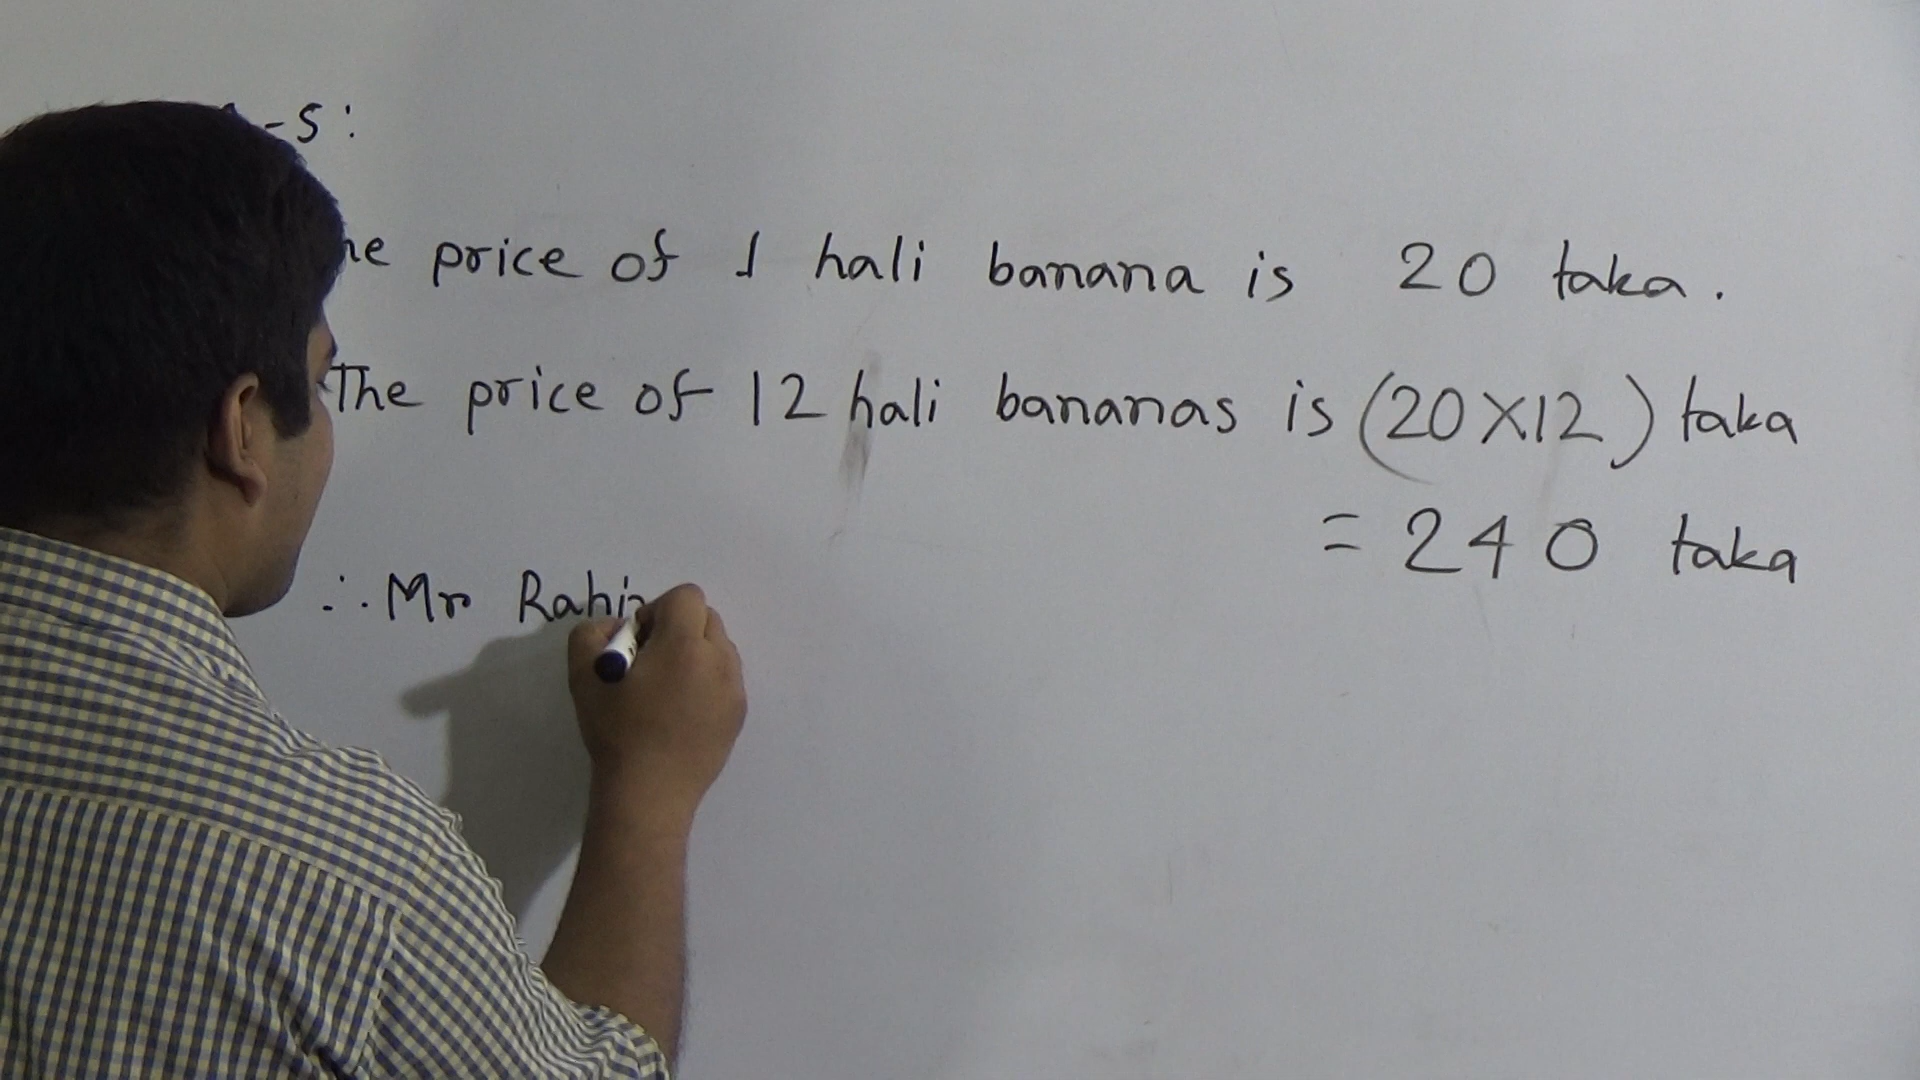 -5:
price of 1 hali banana is 20 taka.
The price of 12 hali bananas is (20×12) taka
= 240 taka
∴ Mr Rahi